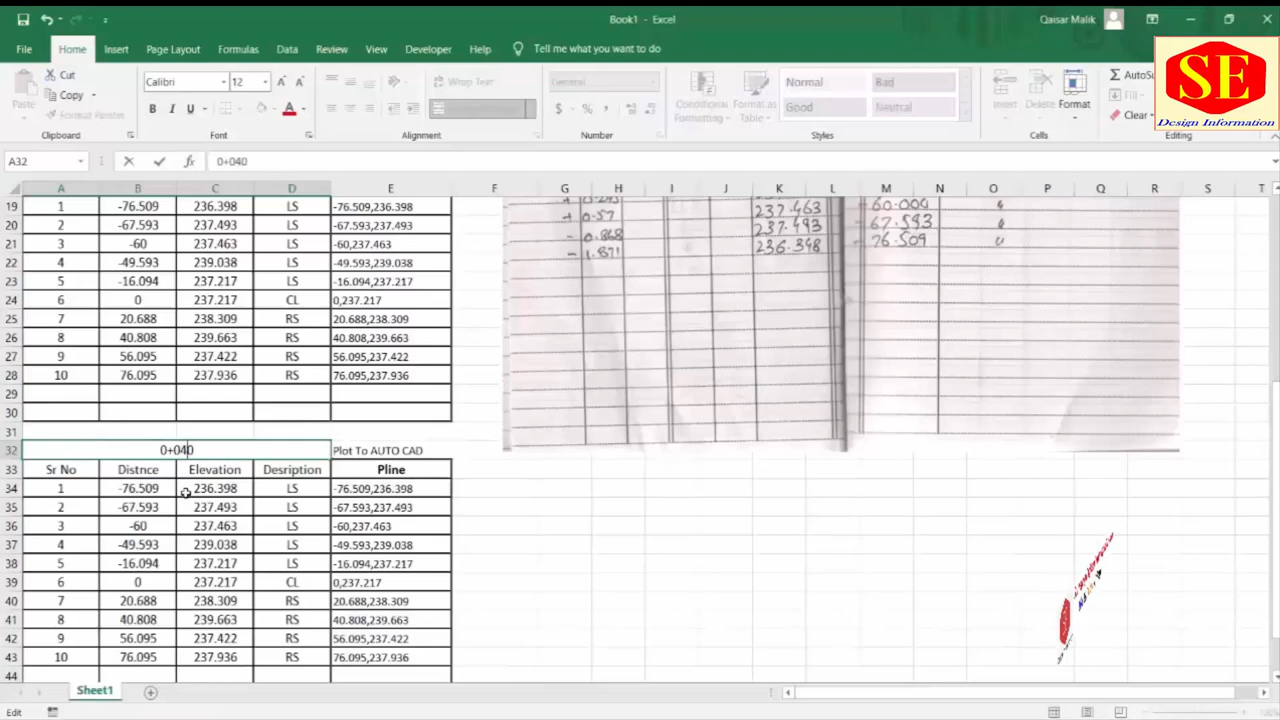 Book1 - Excel
Qaisar Malik
File Home Insert Page Layout Formulas Data Review View Developer Help Tell me what you want to do
SE
Design Information
Paste
Cut
Copy
Format Painter
Calibri 12
B I U
Wrap Text
General
Conditional Formatting
Format as Table
Normal Bad
Good Neutral
Insert Delete Format
AutoSu
Fill
Clear
Clipboard Font Alignment Number Styles Cells Editing
A32 0+040
A B C D E F G H I J K L M N O P Q R S T
19 1 -76.509 236.398 LS -76.509,236.398
20 2 -67.593 237.493 LS -67.593,237.493
21 3 -60 237.463 LS -60,237.463
22 4 -49.593 239.038 LS -49.593,239.038
23 5 -16.094 237.217 LS -16.094,237.217
24 6 0 237.217 CL 0,237.217
25 7 20.688 238.309 RS 20.688,238.309
26 8 40.808 239.663 RS 40.808,239.663
27 9 56.095 237.422 RS 56.095,237.422
28 10 76.095 237.936 RS 76.095,237.936
29
30
31
32 0+040 Plot To AUTO CAD
33 Sr No Distnce Elevation Desription Pline
34 1 -76.509 236.398 LS -76.509,236.398
35 2 -67.593 237.493 LS -67.593,237.493
36 3 -60 237.463 LS -60,237.463
37 4 -49.593 239.038 LS -49.593,239.038
38 5 -16.094 237.217 LS -16.094,237.217
39 6 0 237.217 CL 0,237.217
40 7 20.688 238.309 RS 20.688,238.309
41 8 40.808 239.663 RS 40.808,239.663
42 9 56.095 237.422 RS 56.095,237.422
43 10 76.095 237.936 RS 76.095,237.936
44
+ 0.57 237.463 60.000
- 0.868 237.493 - 67.593
- 1.871 236.348 - 76.509
Sheet1
Edit